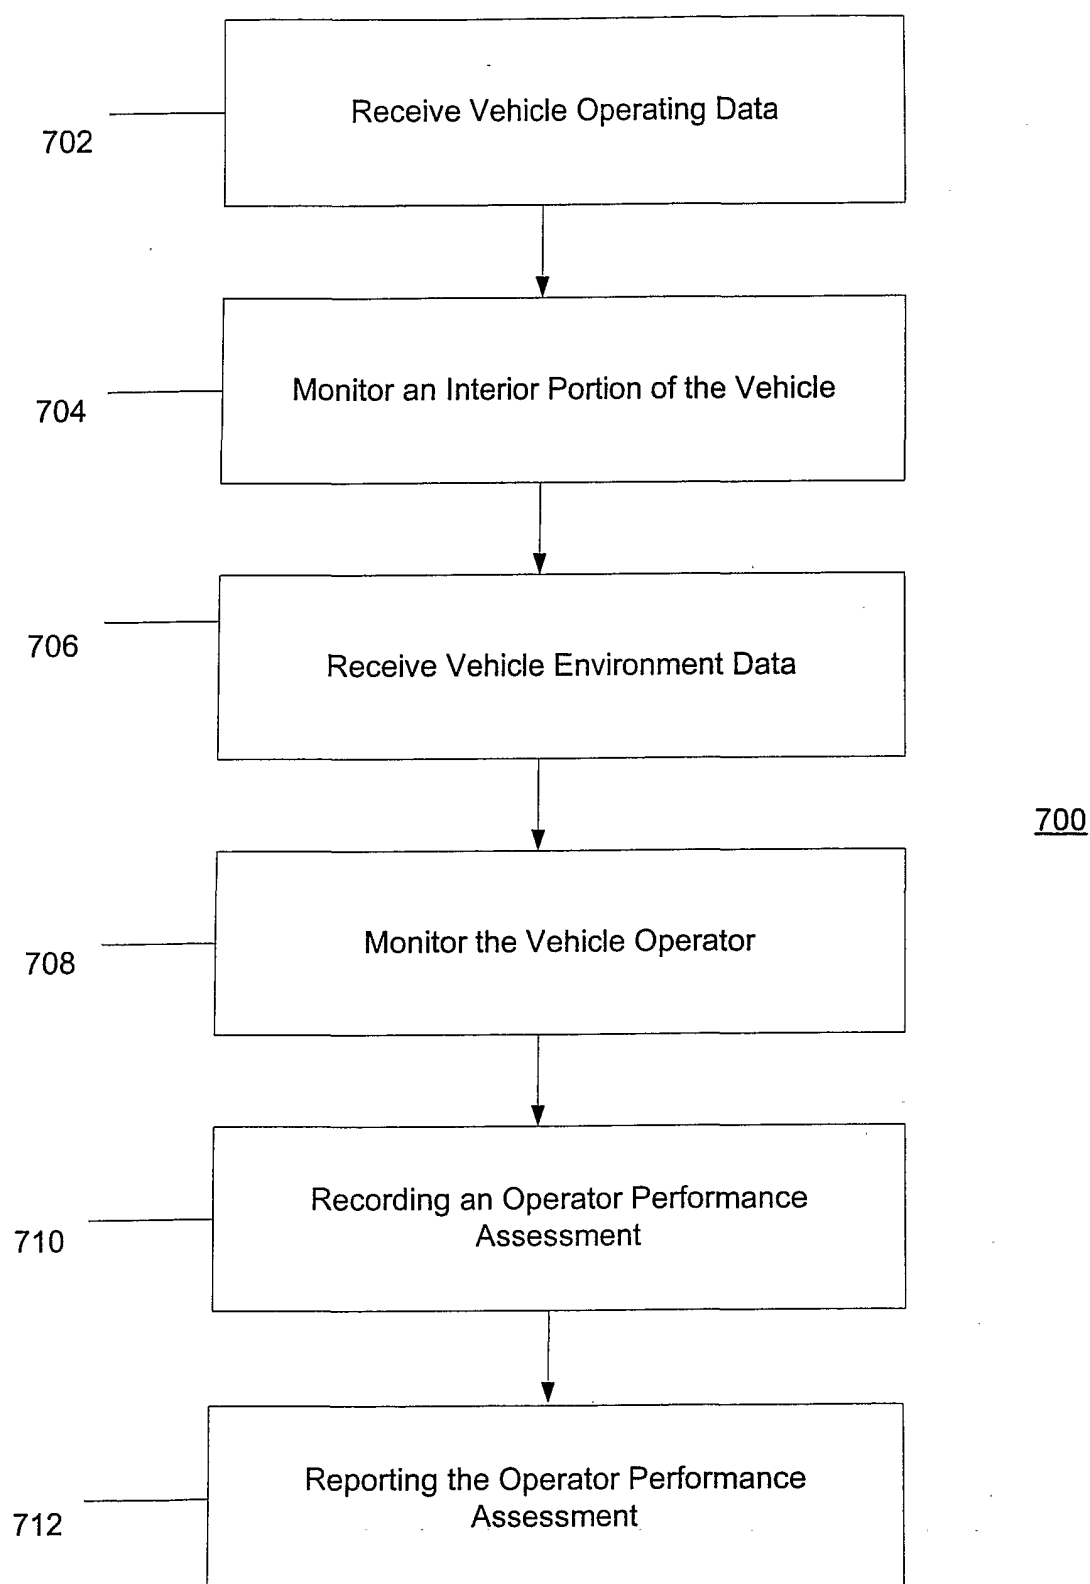 Receive Vehicle Operating Data
702
Monitor an Interior Portion of the Vehicle
704
Receive Vehicle Environment Data
706
700
Monitor the Vehicle Operator
708
Recording an Operator Performance
Assessment
710
Reporting the Operator Performance
Assessment
712